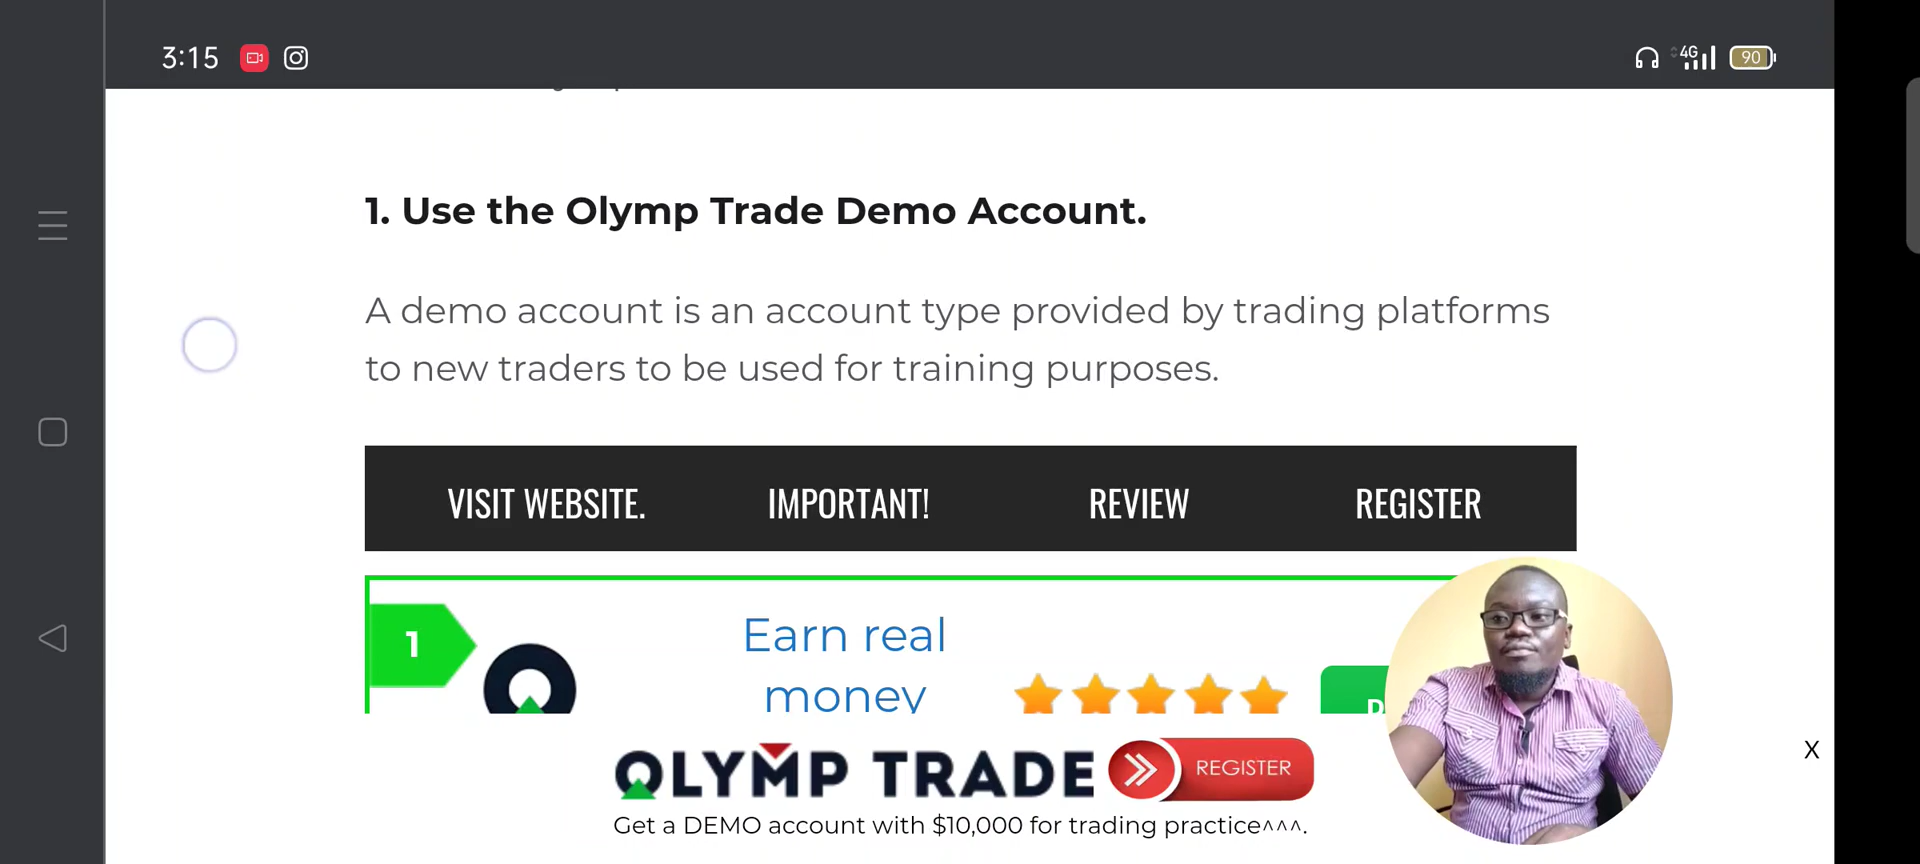 3:15
4G
90
1. Use the Olymp Trade Demo Account.
A demo account is an account type provided by trading platforms
to new traders to be used for training purposes.
VISIT WEBSITE. IMPORTANT! REVIEW REGISTER
1
Earn real
money
OLYMP TRADE REGISTER
X
Get a DEMO account with $10,000 for trading practice^^^.